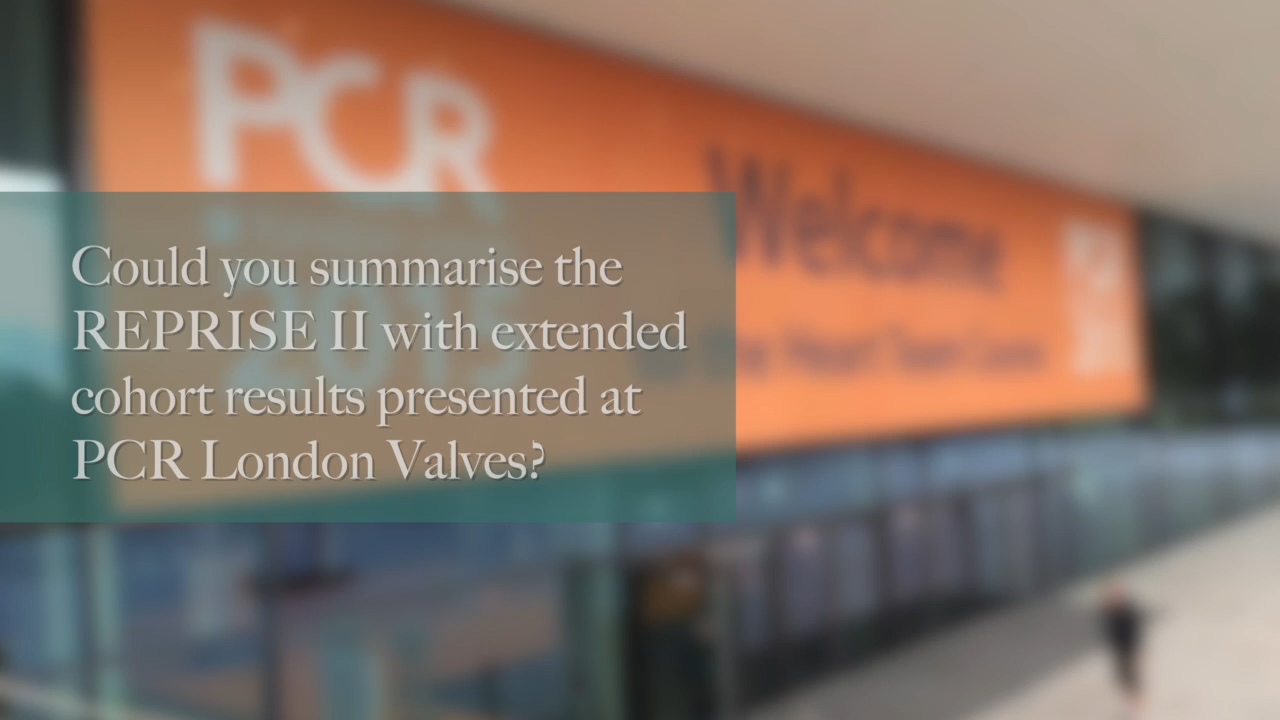 PCR
Welcome
Could you summarise the
REPRISE II with extended
cohort results presented at
PCR London Valves?